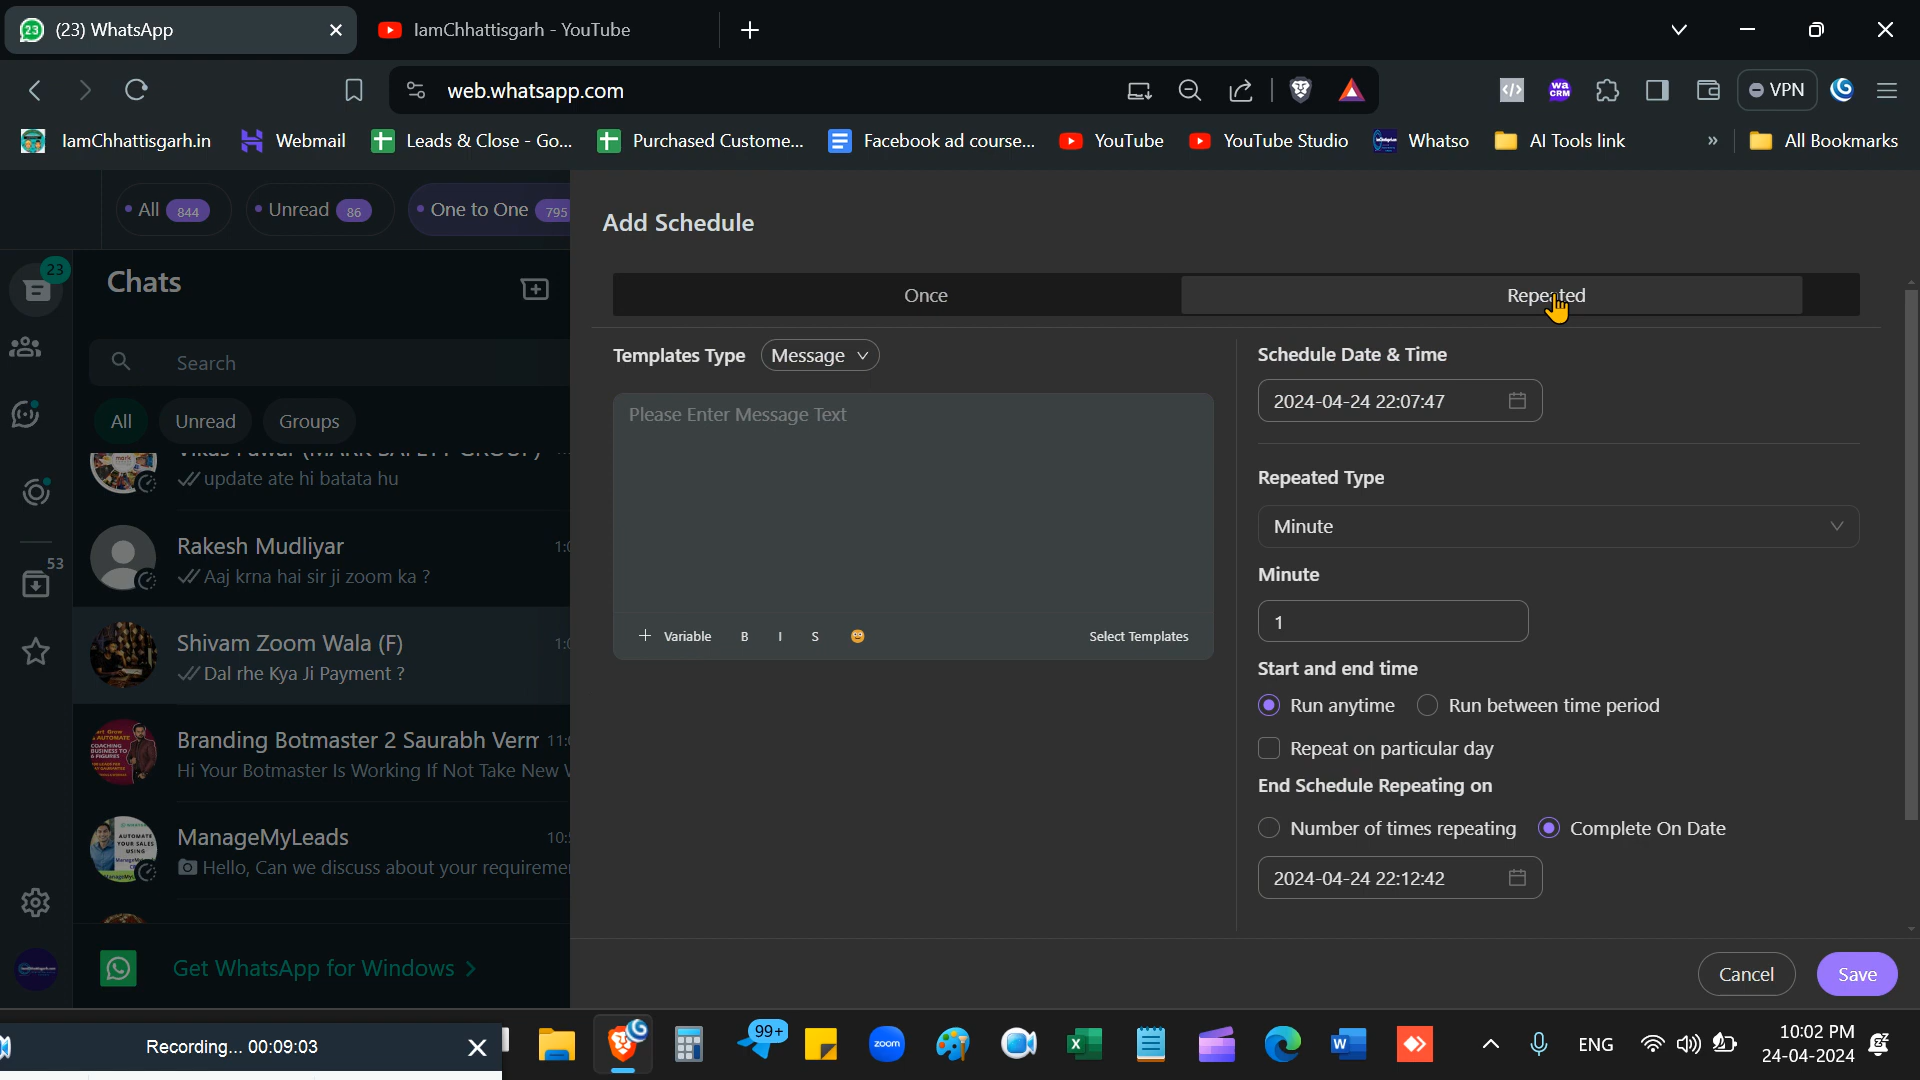 23 (23) WhatsApp
IamChhattisgarh - YouTube
web.whatsapp.com
wa CRM
VPN
IamChhattisgarh.in
Webmail
Leads & Close - Go...
Purchased Custome...
Facebook ad course...
YouTube
YouTube Studio
Whatso
AI Tools link
All Bookmarks
All 844
Unread 86
One to One 795
23
Chats
Search
All Unread Groups
update ate hi batata hu
Rakesh Mudliyar
Aaj krna hai sir ji zoom ka ?
53
Shivam Zoom Wala (F)
Dal rhe Kya Ji Payment ?
Branding Botmaster 2 Saurabh Verm
Hi Your Botmaster Is Working If Not Take New
ManageMyLeads
Hello, Can we discuss about your requireme
Get WhatsApp for Windows
Add Schedule
Once Repeated
Templates Type Message
Please Enter Message Text
+ Variable B I S
Select Templates
Schedule Date & Time
2024-04-24 22:07:47
Repeated Type
Minute
Minute
1
Start and end time
Run anytime Run between time period
Repeat on particular day
End Schedule Repeating on
Number of times repeating Complete On Date
2024-04-24 22:12:42
Cancel Save
Recording... 00:09:03
99+
zoom
ENG
10:02 PM
24-04-2024